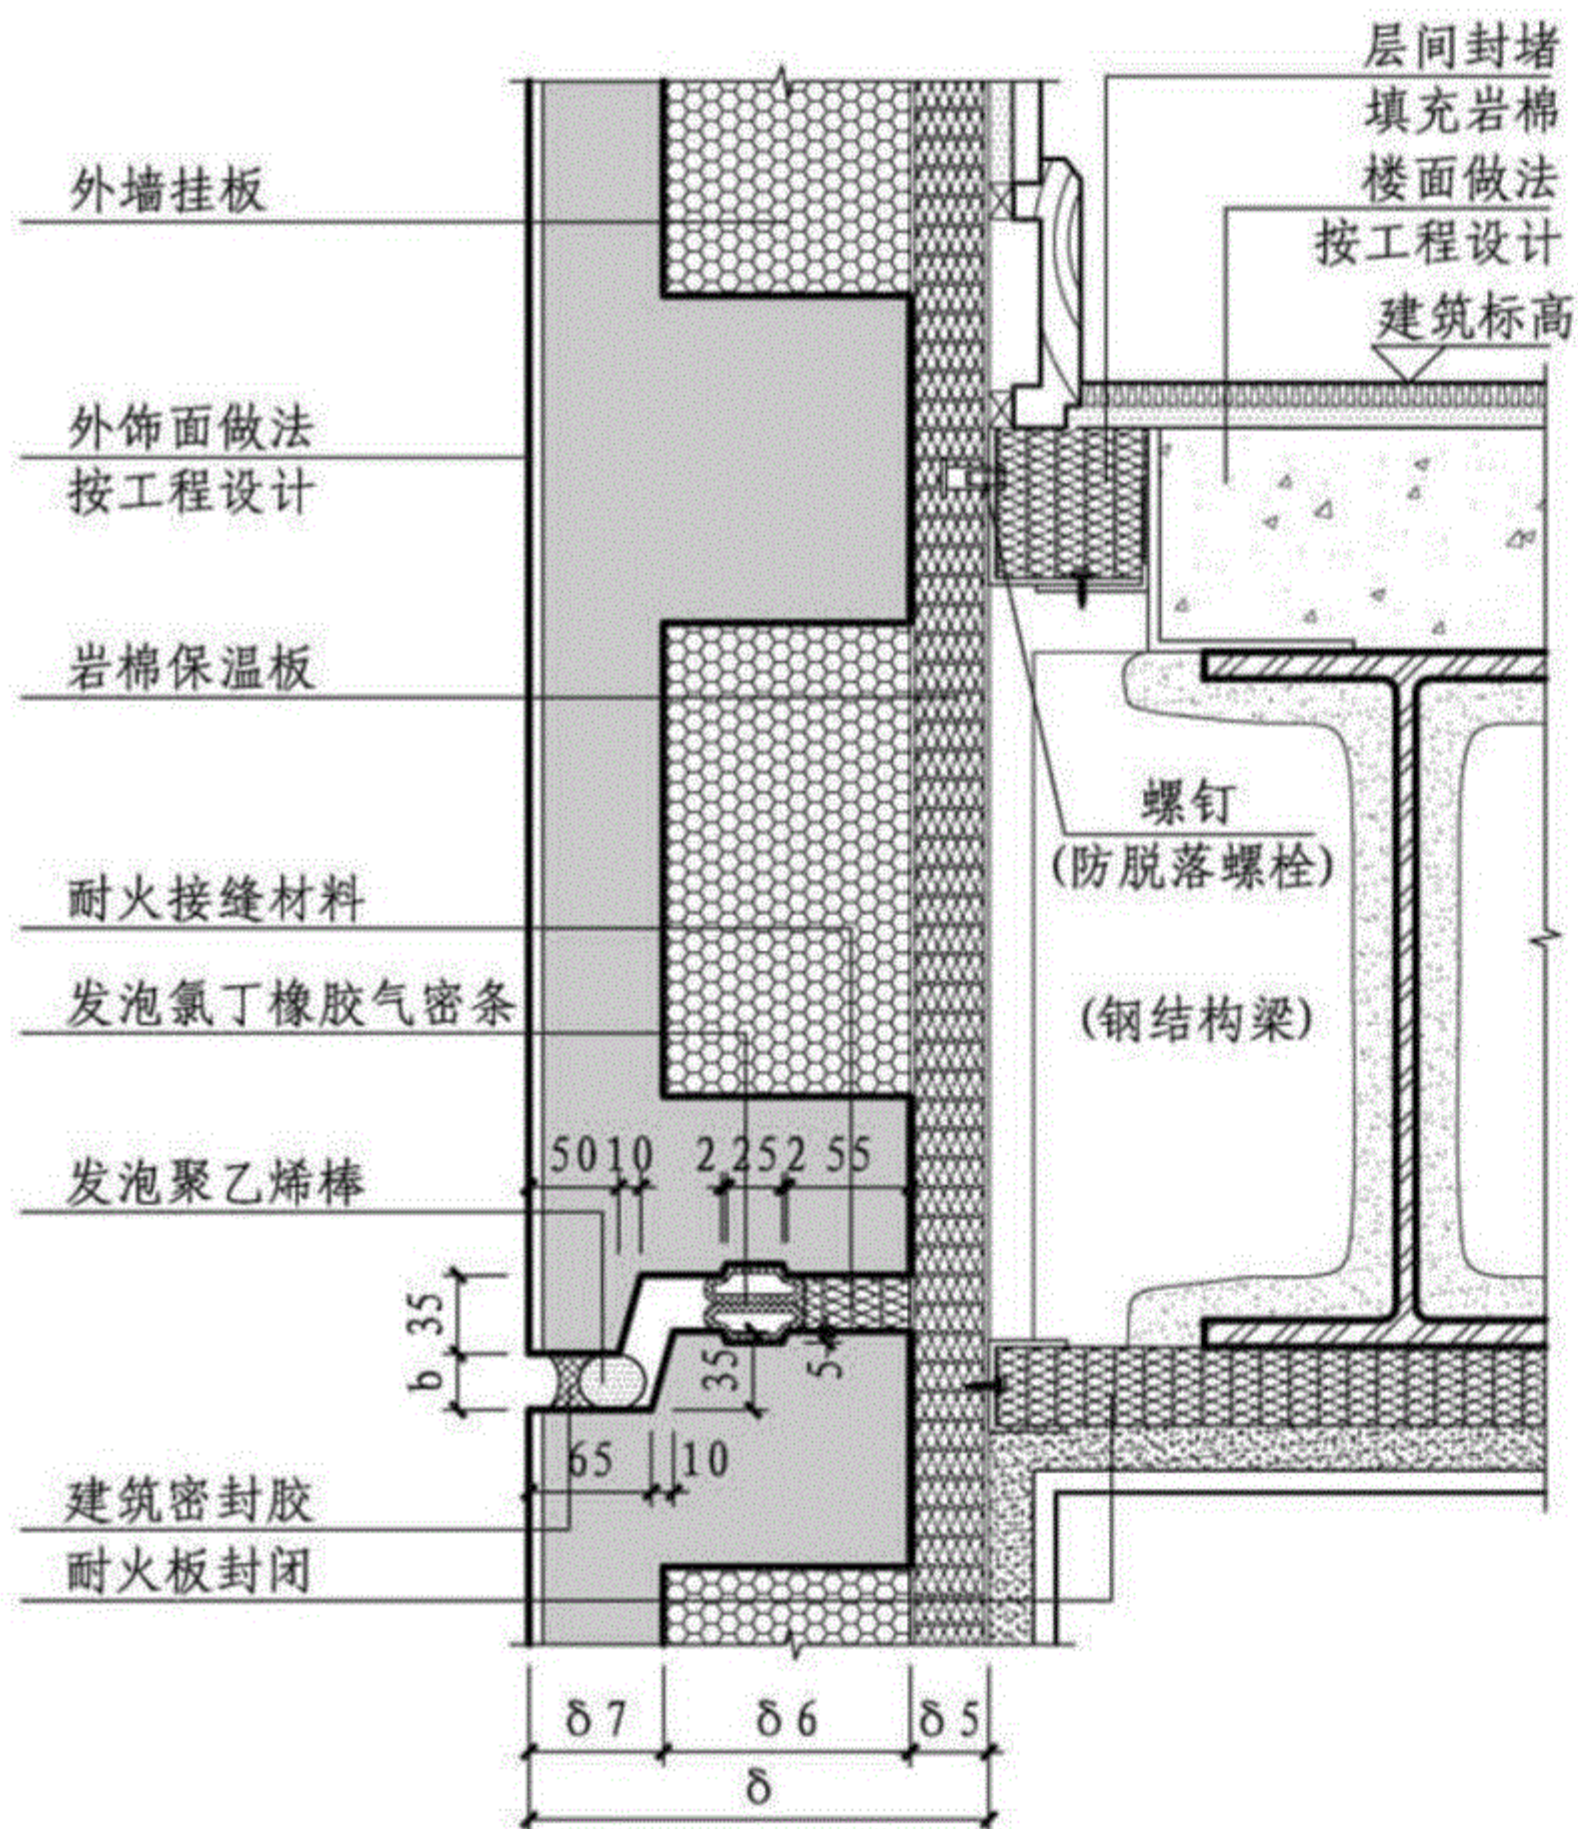 层间封堵
填充岩棉
楼面做法
按工程设计
建筑标高
外墙挂板
外饰面做法
按工程设计
岩棉保温板
螺钉
(防脱落螺栓)
耐火接缝材料
发泡氯丁橡胶气密条
(钢结构梁)
发泡聚乙烯棒
50 10 2 25 2 55
35
b
35
5
65 10
建筑密封胶
耐火板封闭
δ7 δ6 δ5
δ